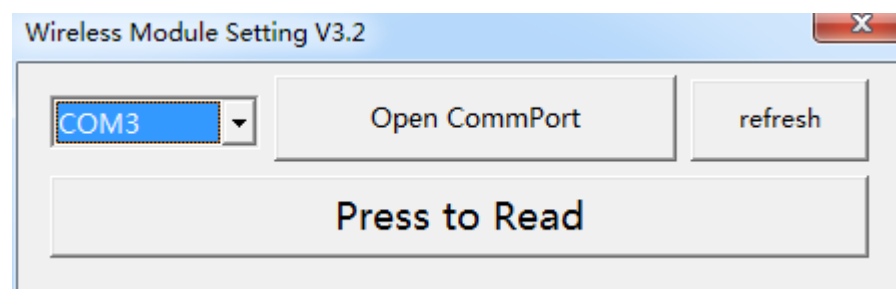 Wireless Module Setting V3.2
COM3
Open CommPort
refresh
Press to Read